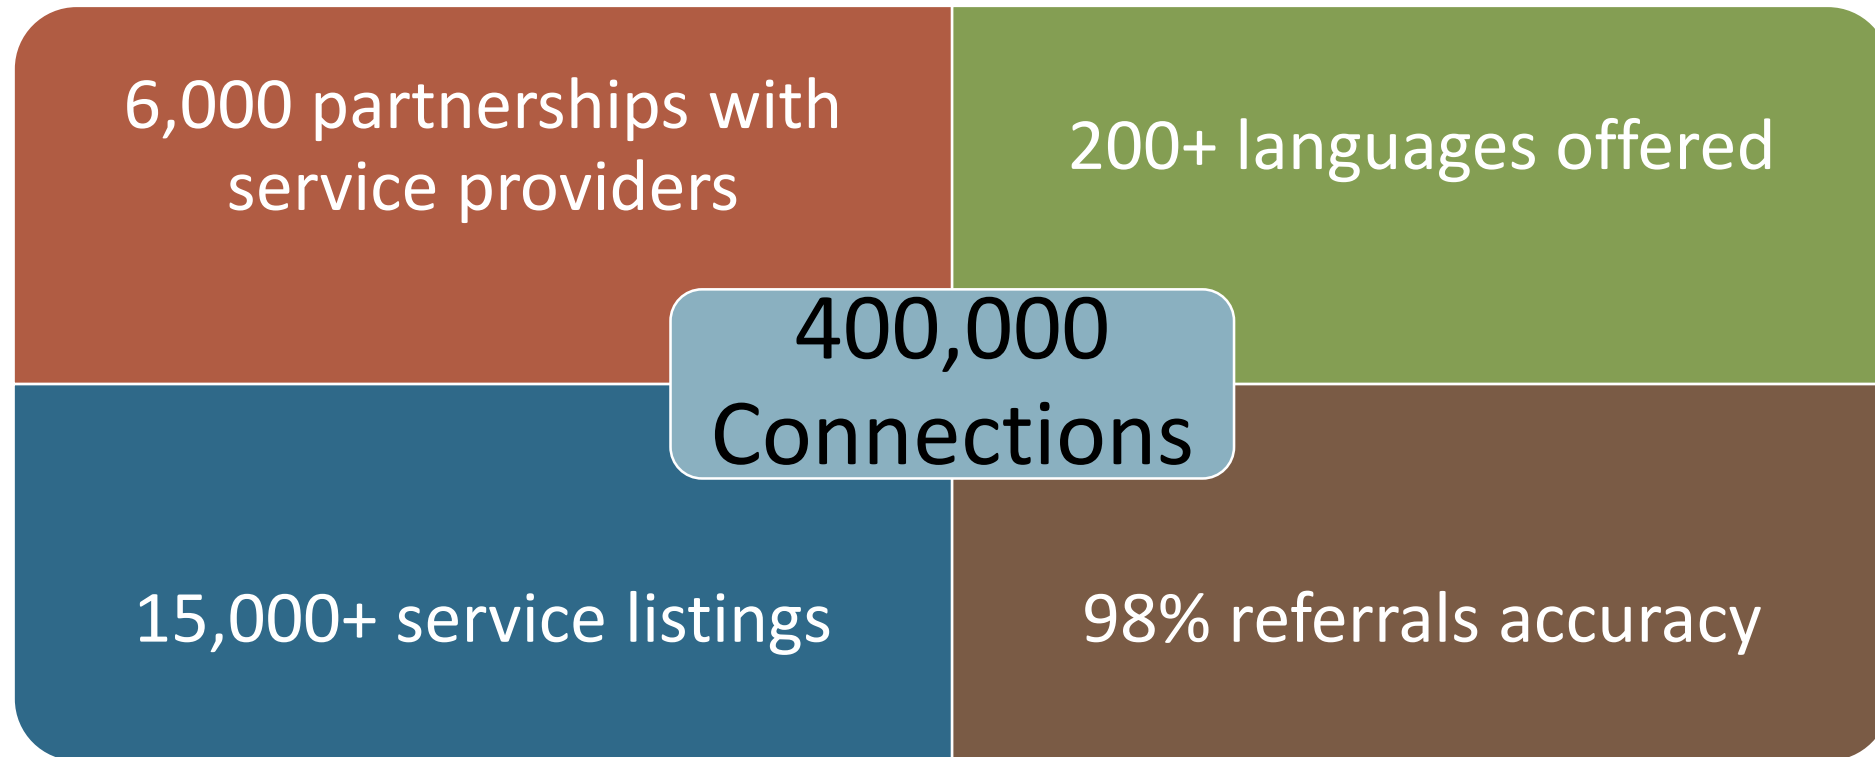 6,000 partnerships with
service providers
200+ languages offered
400,000
Connections
15,000+ service listings
98% referrals accuracy